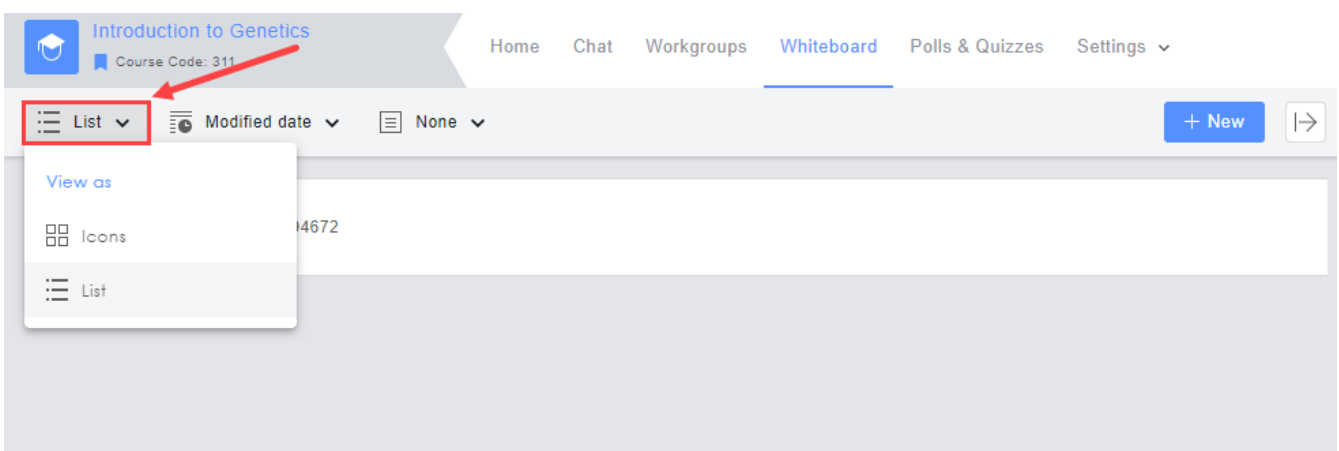 Introduction to Genetics
Course Code: 311
Home Chat Workgroups Whiteboard Polls & Quizzes Settings
List Modified date None + New
View as
4672
Icons
List